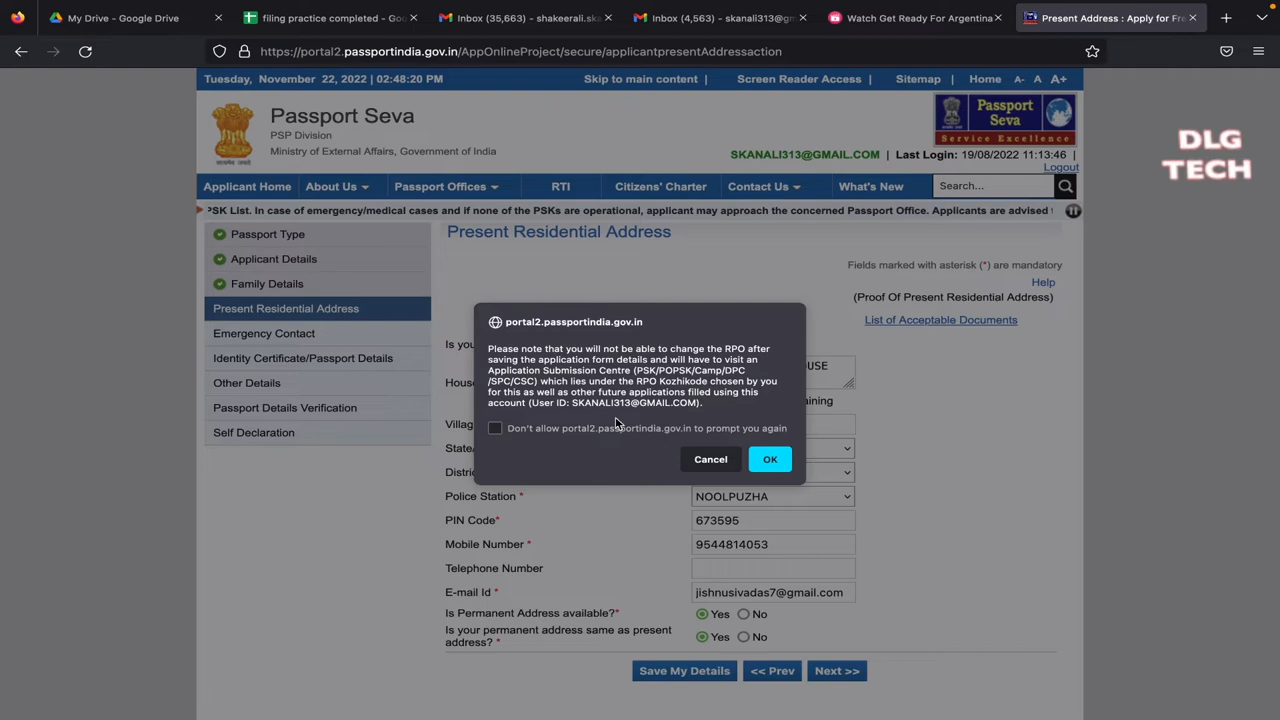 My Drive - Google Drive
filing practice completed - Goo
Inbox (35,663) - shakeerali.ska
Inbox (4,563) - skanali313@gm
Watch Get Ready For Argentina
Present Address : Apply for Fre
https://portal2.passportindia.gov.in/AppOnlineProject/secure/applicantpresentAddressaction
Tuesday, November 22, 2022 | 02:48:20 PM
Skip to main content | Screen Reader Access | Sitemap | Home A- A A+
Passport Seva
PSP Division
Ministry of External Affairs, Government of India
Passport
Seva
Service Excellence
SKANALI313@GMAIL.COM | Last Login: 19/08/2022 11:13:46 |
Logout
DLG
TECH
Applicant Home About Us Passport Offices RTI Citizens' Charter Contact Us What's New Search...
PSK List. In case of emergency/medical cases and if none of the PSKs are operational, applicant may approach the concerned Passport Office. Applicants are advised
Passport Type
Applicant Details
Family Details
Present Residential Address
Emergency Contact
Identity Certificate/Passport Details
Other Details
Passport Details Verification
Self Declaration
Present Residential Address
Fields marked with asterisk (*) are mandatory
Help
(Proof Of Present Residential Address)
List of Acceptable Documents
Is yo
Hous
USE
aining
Villag
State/
Distric
portal2.passportindia.gov.in
Please note that you will not be able to change the RPO after
saving the application form details and will have to visit an
Application Submission Centre (PSK/POPSK/Camp/DPC
/SPC/CSC) which lies under the RPO Kozhikode chosen by you
for this as well as other future applications filled using this
account (User ID: SKANALI313@GMAIL.COM).
Don't allow portal2.passportindia.gov.in to prompt you again
Cancel OK
Police Station * NOOLPUZHA
PIN Code* 673595
Mobile Number * 9544814053
Telephone Number
E-mail Id * jishnusivadas7@gmail.com
Is Permanent Address available?* Yes No
Is your permanent address same as present
address? * Yes No
Save My Details << Prev Next >>